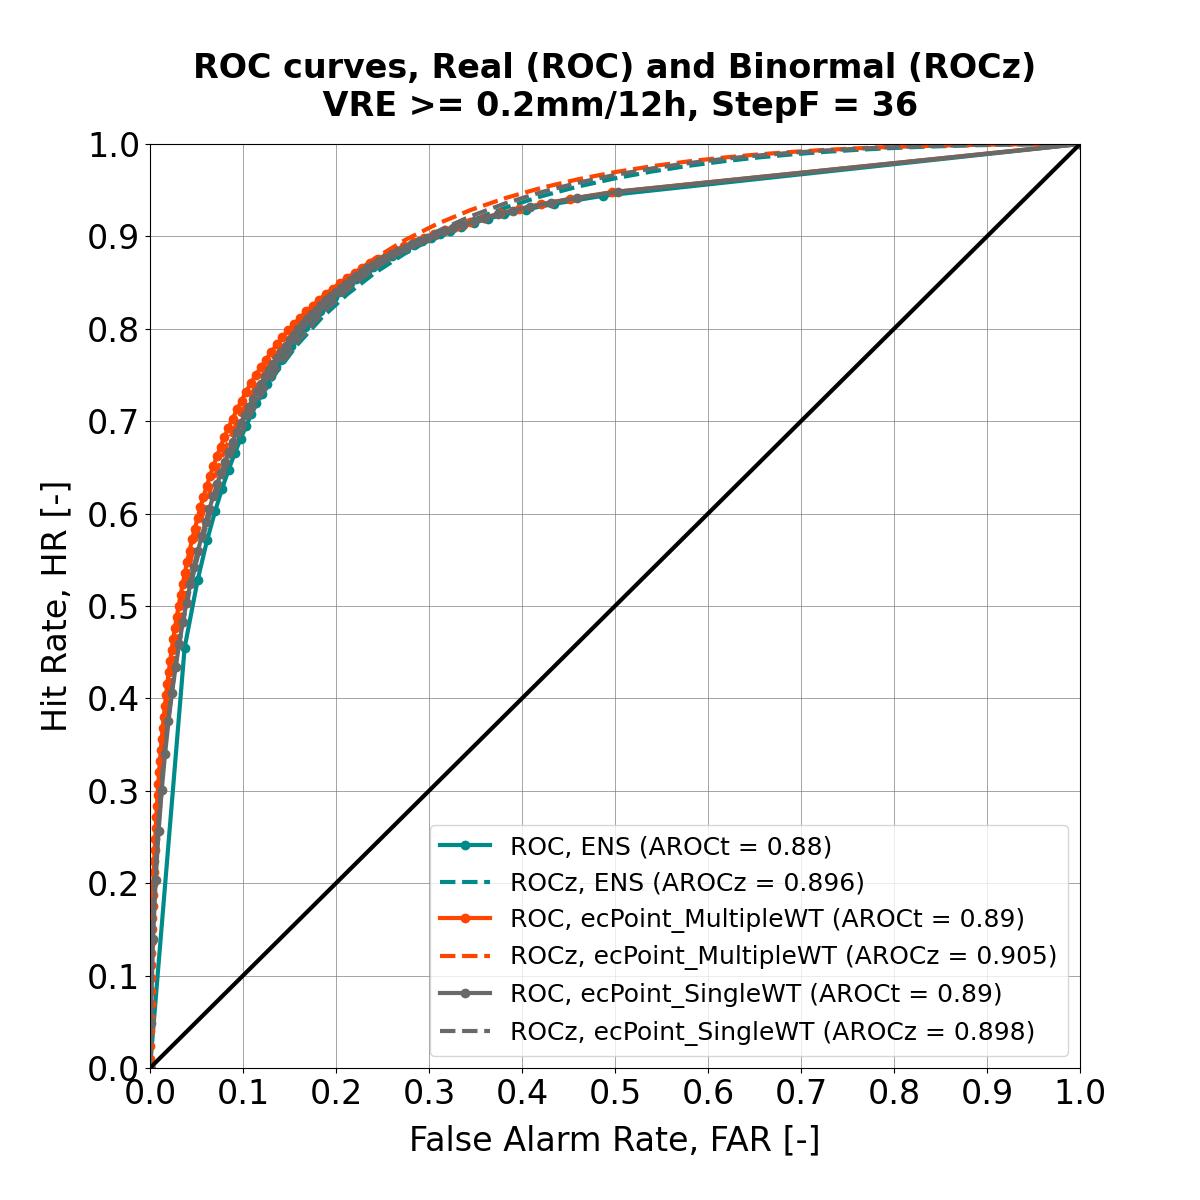 ROC curves, Real (ROC) and Binormal (ROCz)
VRE >= 0.2mm/12h, StepF = 36
1.0
0.9
0.8
0.7
0.6
0.5
0.4
0.3
0.2
0.1
0.0
Hit Rate, HR [-]
ROC, ENS (AROCt = 0.88)
ROCz, ENS (AROCz = 0.896)
ROC, ecPoint_MultipleWT (AROCt = 0.89)
ROCz, ecPoint_MultipleWT (AROCz = 0.905)
ROC, ecPoint_SingleWT (AROCt = 0.89)
ROCz, ecPoint_SingleWT (AROCz = 0.898)
0.0 0.1 0.2 0.3 0.4 0.5 0.6 0.7 0.8 0.9 1.0
False Alarm Rate, FAR [-]